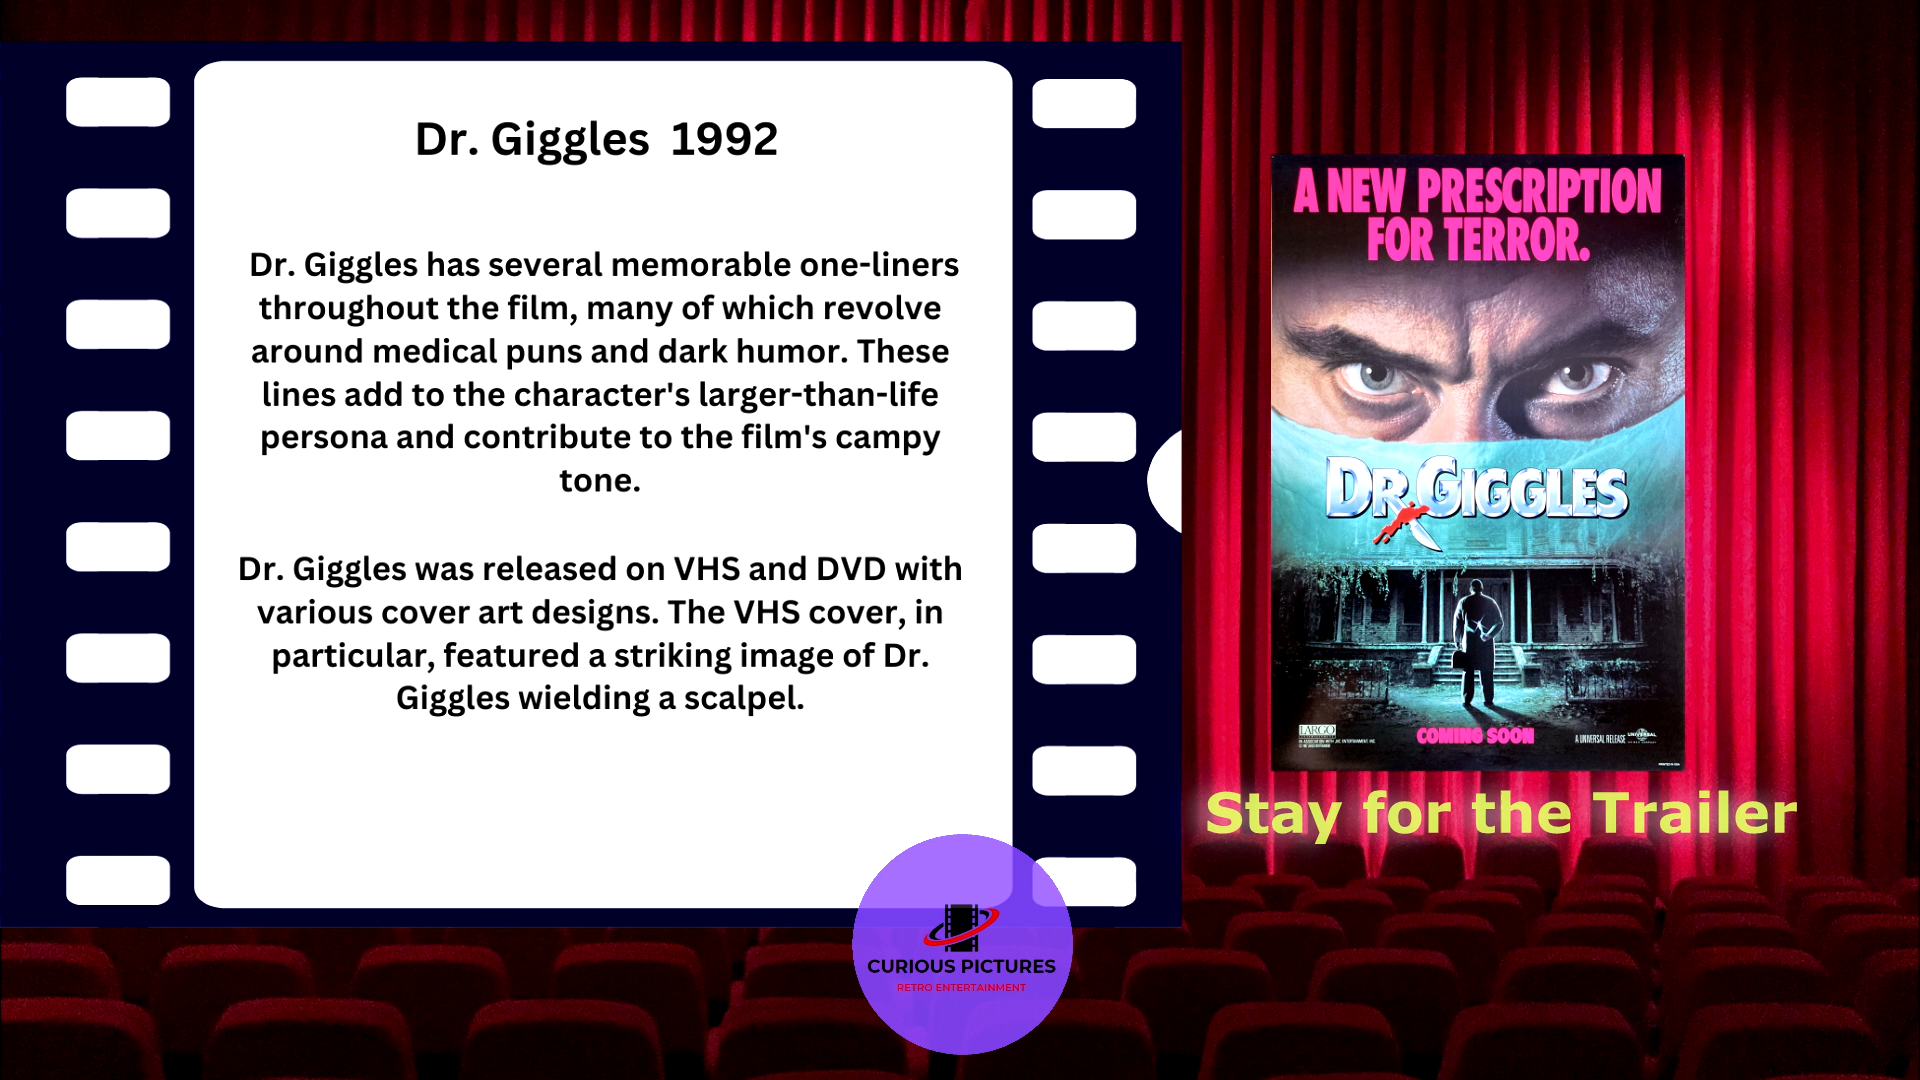 Dr. Giggles 1992
Dr. Giggles has several memorable one-liners
throughout the film, many of which revolve
around medical puns and dark humor. These
lines add to the character's larger-than-life
persona and contribute to the film's campy
tone.
Dr. Giggles was released on VHS and DVD with
various cover art designs. The VHS cover, in
particular, featured a striking image of Dr.
Giggles wielding a scalpel.
A NEW PRESCRIPTION
FOR TERROR.
DR. GIGGLES
LARGO
COMING SOON
A UNIVERSAL RELEASE
UNIVERSAL
Stay for the Trailer
CURIOUS PICTURES
RETRO ENTERTAINMENT